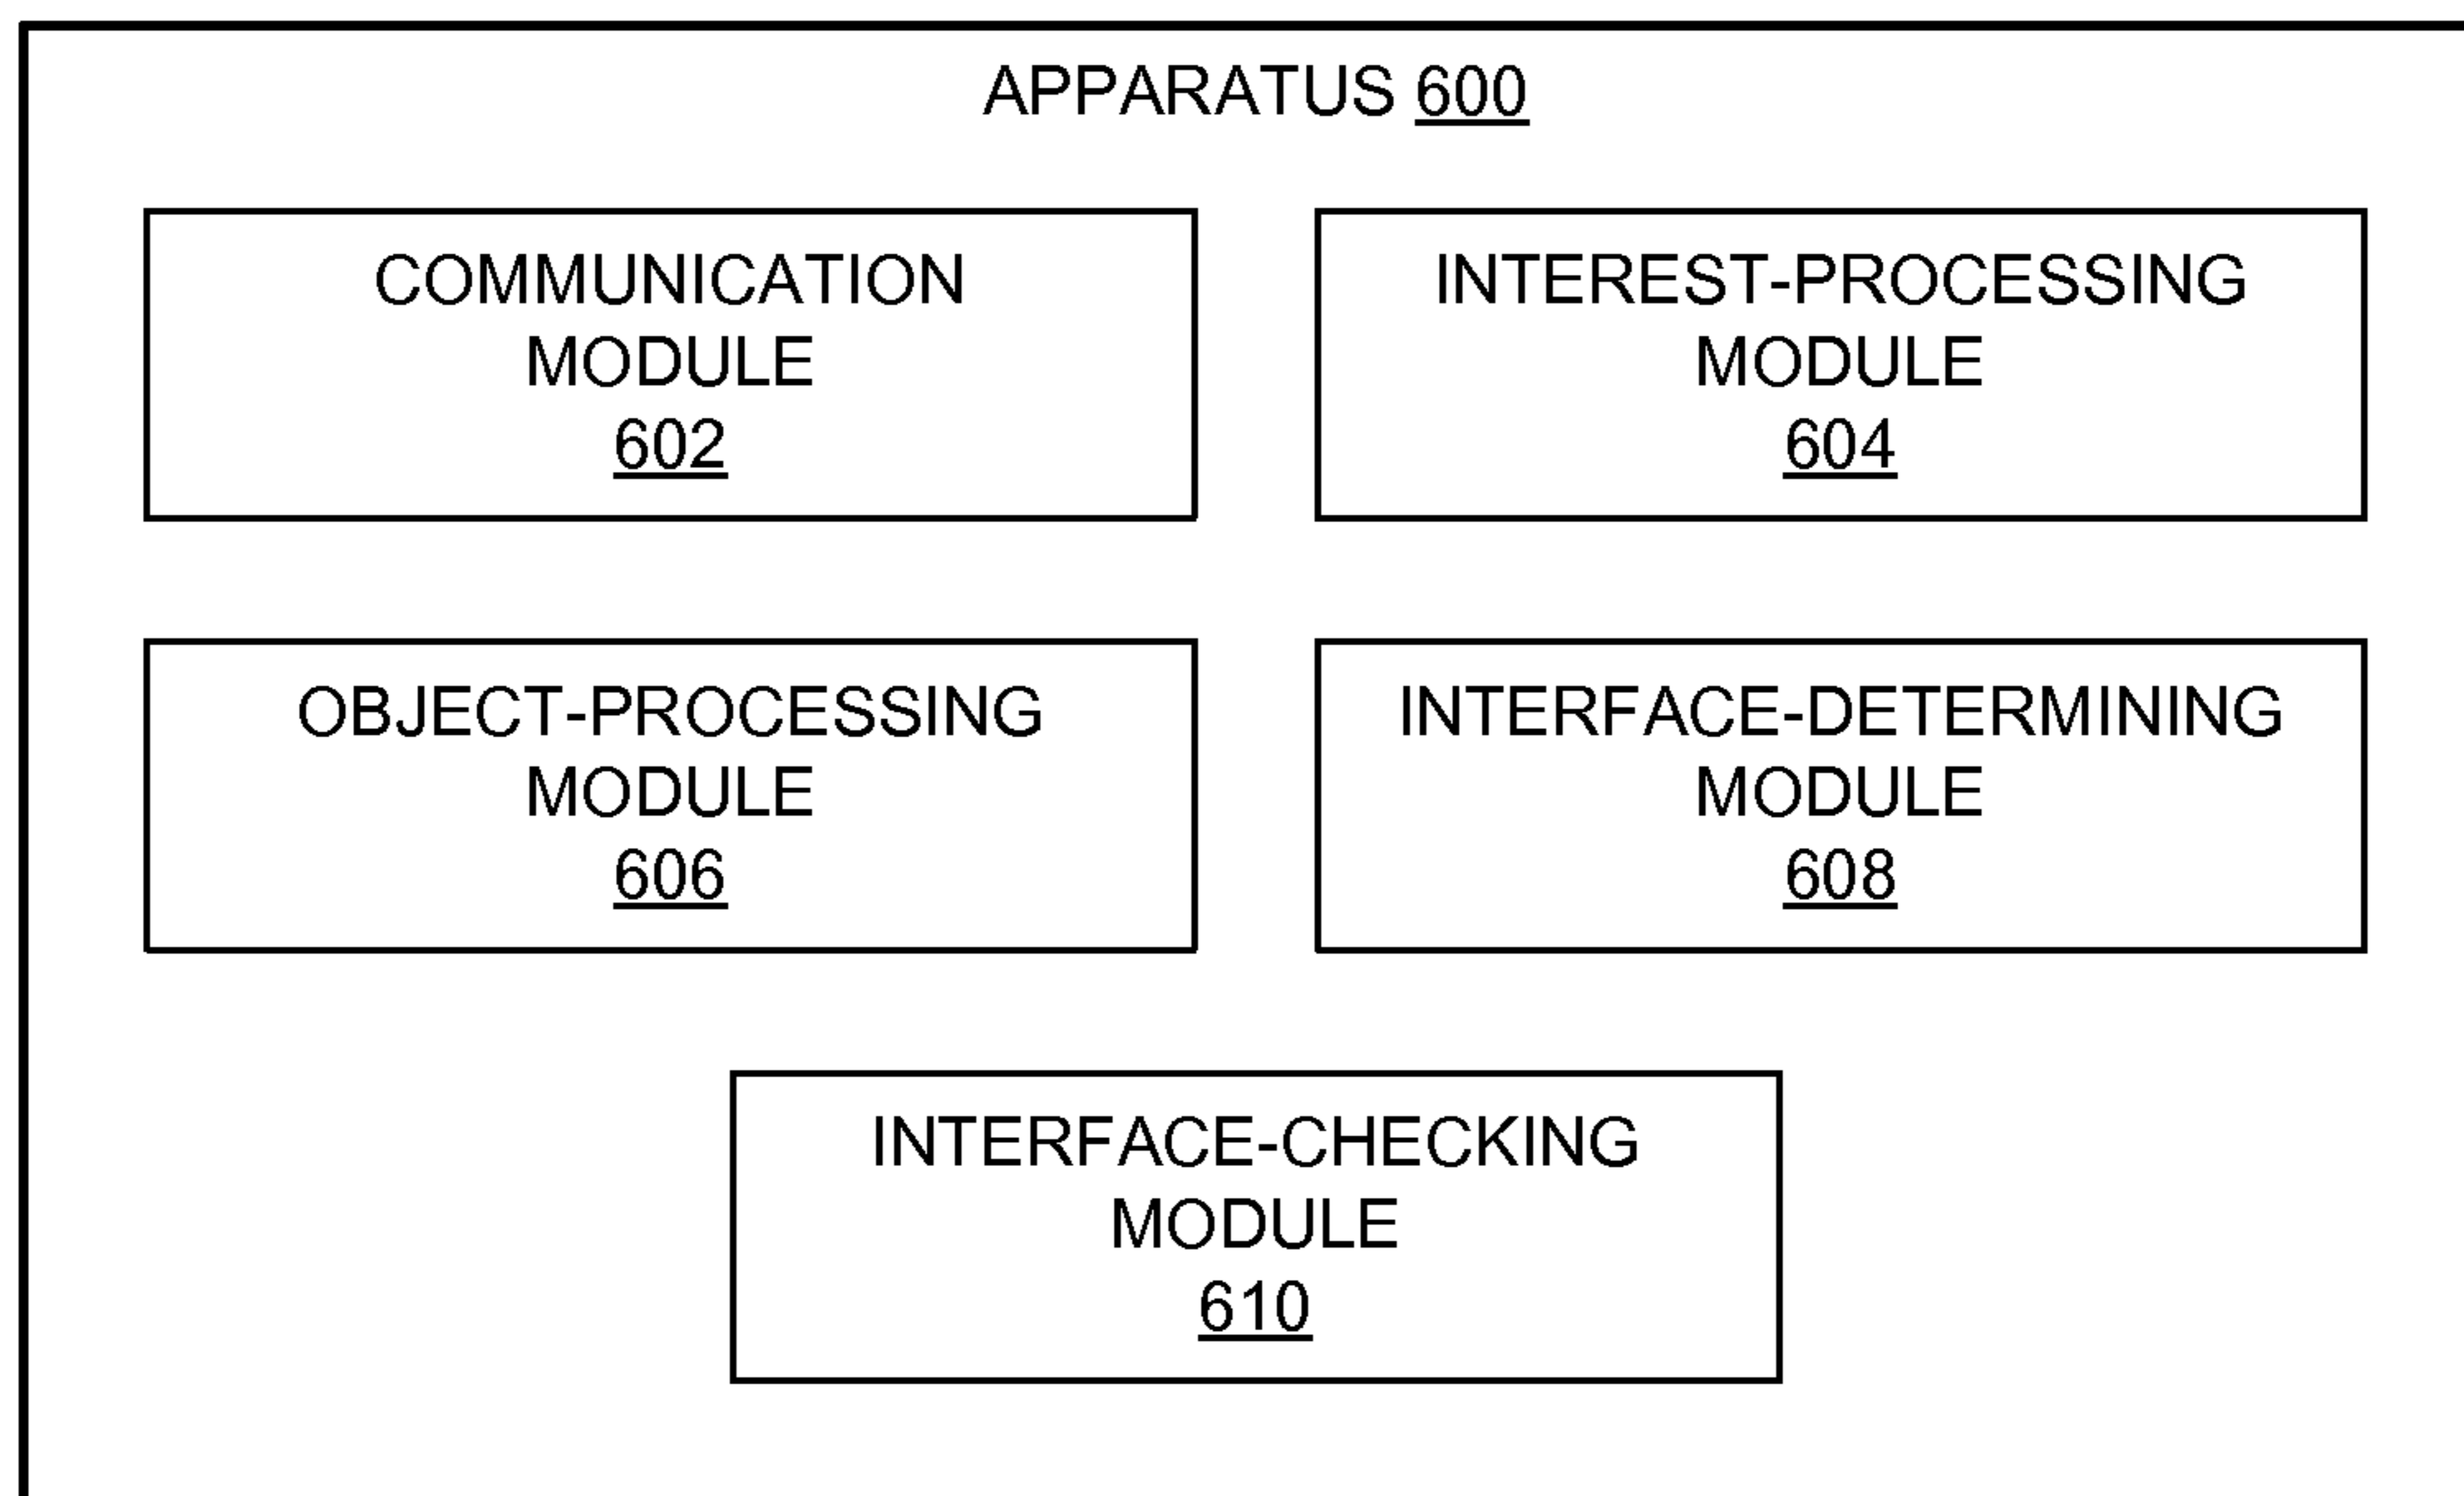 APPARATUS 600
COMMUNICATION
MODULE
602
INTEREST-PROCESSING
MODULE
604
OBJECT-PROCESSING
MODULE
606
INTERFACE-DETERMINING
MODULE
608
INTERFACE-CHECKING
MODULE
610